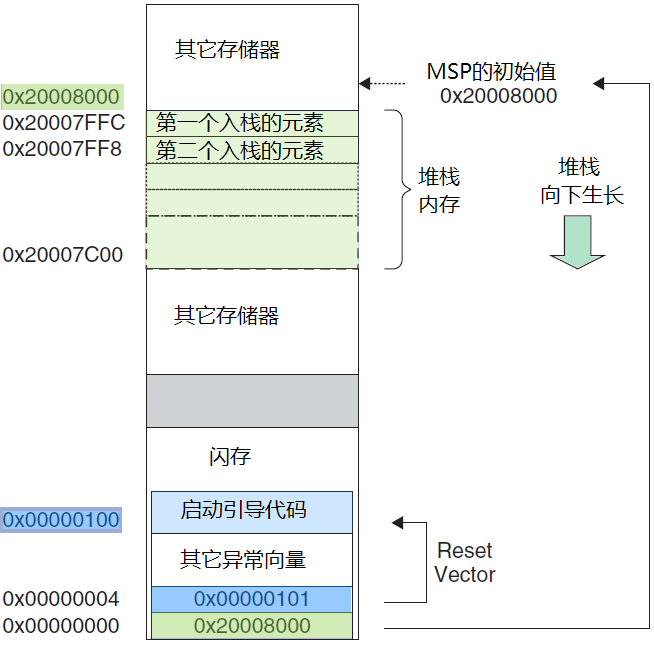 其它存储器
MSP的初始值
0x20008000
0x20008000
0x20007FFC
第一个入栈的元素
0x20007FF8
第二个入栈的元素
堆栈
内存
堆栈
向下生长
0x20007C00
其它存储器
闪存
0x00000100
启动引导代码
其它异常向量
Reset
Vector
0x00000004
0x00000101
0x00000000
0x20008000